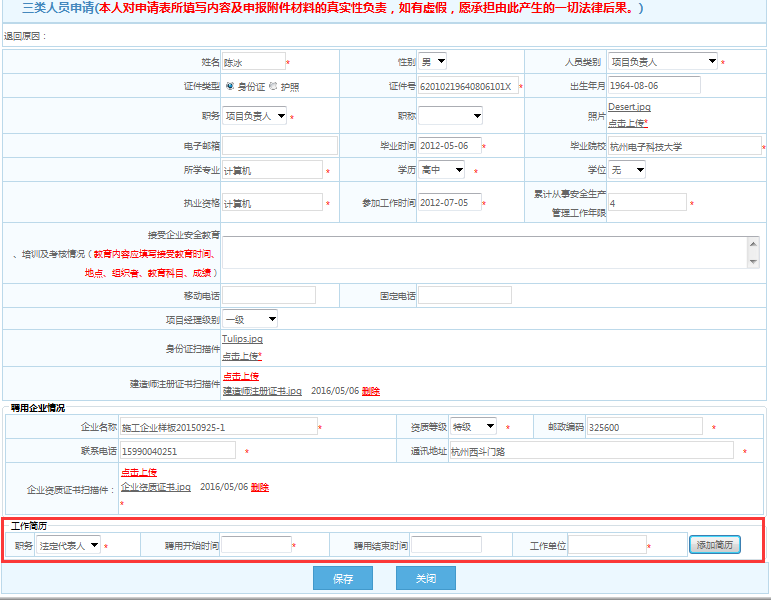 三类人员申请(本人对申请表所填写内容及申报附件材料的真实性负责，如有虚假，愿承担由此产生的一切法律后果。)
退回原因：
姓名 陈冰 * 性别 男 人员类别 项目负责人 *
证件类型 身份证 护照 证件号 62010219640806101X * 出生年月 1964-08-06
职务 项目负责人 * 职称 照片 Desert.jpg
点击上传*
电子邮箱 毕业时间 2012-05-06 * 毕业院校 杭州电子科技大学 *
所学专业 计算机 * 学历 高中 * 学位 无
执业资格 计算机 * 参加工作时间 2012-07-05 * 累计从事安全生产
管理工作年限 4 *
接受企业安全教育
、培训及考核情况（教育内容应填写接受教育时间、
地点、组织者、教育科目、成绩）
移动电话 固定电话
项目经理级别 一级
身份证扫描件 Tulips.jpg
点击上传*
建造师注册证书扫描件 点击上传
建造师注册证书.jpg 2016/05/06 删除
聘用企业情况
企业名称 施工企业样板20150925-1 * 资质等级 特级 * 邮政编码 325600 *
联系电话 15990040251 * 通讯地址 杭州西斗门路 *
企业资质证书扫描件： 点击上传
企业资质证书.jpg 2016/05/06 删除
*
工作简历
职务 法定代表人 * 聘用开始时间 * 聘用结束时间 工作单位 * 添加简历
保存 关闭